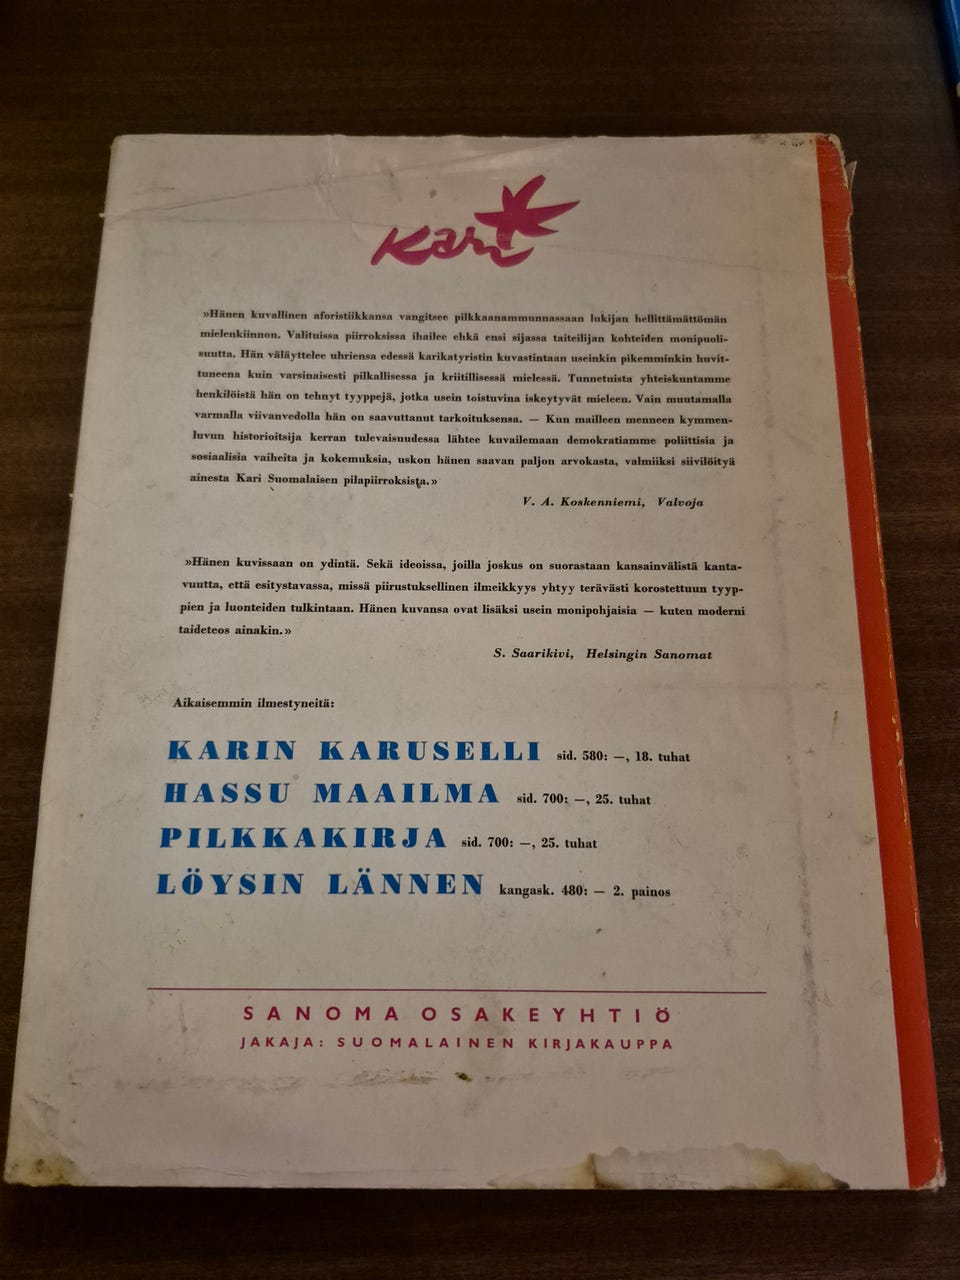 Kari
»Hänen kuvallinen aforistiikkansa vangitsee pilkkaanammunnassaan lukijan hellittämättömän
mielenkiinnon. Valituissa piirroksissa ihailee ehkä ensi sijassa taiteilijan kohteiden monipuoli-
suutta. Hän väläyttelee uhriensa edessä karikatyristin kuvastintaan useinkin pikemminkin huvit-
tuneena kuin varsinaisesti pilkallisessa ja kriitillisessä mielessä. Tunnetuista yhteiskuntamme
henkilöistä hän on tehnyt tyyppejä, jotka usein toistuvina iskeytyvät mieleen. Vain muutamalla
varmalla viivanvedolla hän on saavuttanut tarkoituksensa. — Kun mailleen menneen kymmen-
luvun historioitsija kerran tulevaisuudessa lähtee kuvailemaan demokratiamme poliittisia ja
sosiaalisia vaiheita ja kokemuksia, uskon hänen saavan paljon arvokasta, valmiiksi siivilöityä
ainesta Kari Suomalaisen pilapiirroksista.»
V. A. Koskenniemi, Valvoja
»Hänen kuvissaan on ydintä. Sekä ideoissa, joilla joskus on suorastaan kansainvälistä kanta-
vuutta, että esitystavassa, missä piirustuksellinen ilmeikkyys yhtyy terävästi korostettuun tyyp-
pien ja luonteiden tulkintaan. Hänen kuvansa ovat lisäksi usein monipohjaisia — kuten moderni
taideteos ainakin.»
S. Saarikivi, Helsingin Sanomat
Aikaisemmin ilmestyneitä:
KARIN KARUSELLI sid. 580: —, 18. tuhat
HASSU MAAILMA sid. 700: —, 25. tuhat
PILKKAKIRJA sid. 700: —, 25. tuhat
LÖYSIN LÄNNEN kangask. 480: — 2. painos
SANOMA OSAKEYHTIÖ
JAKAJA: SUOMALAINEN KIRJAKAUPPA